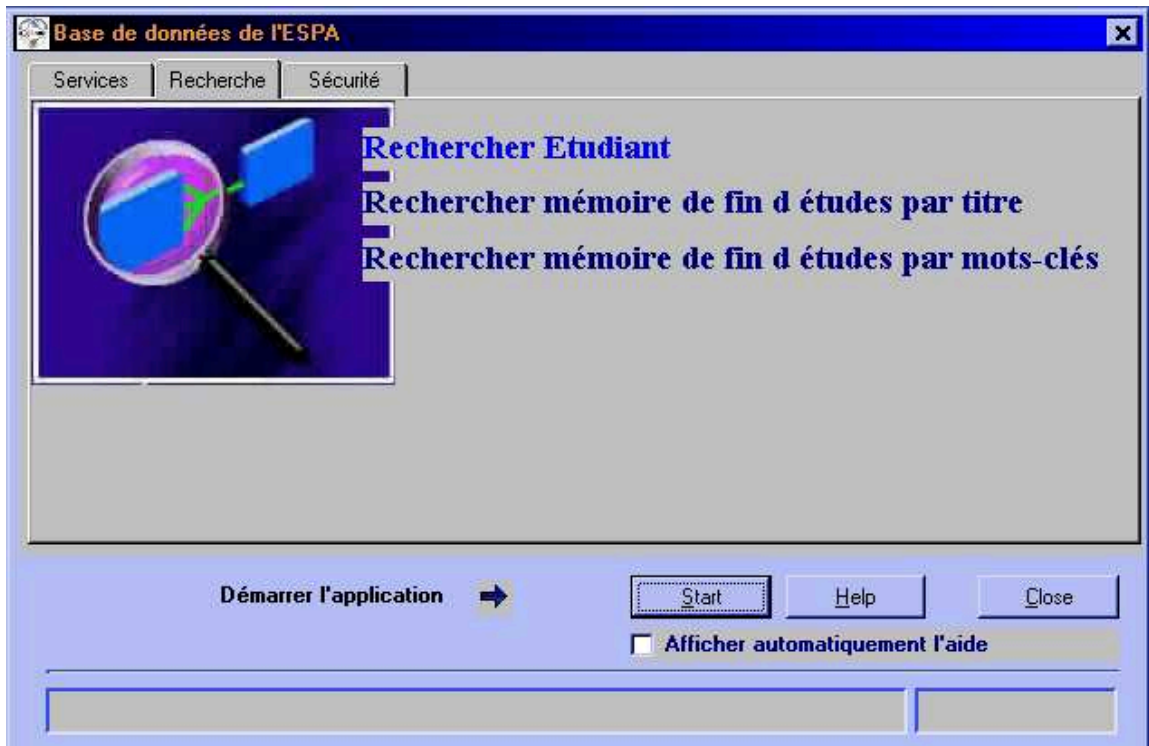 Base de données de l'ESPA
Services Recherche Sécurité
Rechercher Etudiant
Rechercher mémoire de fin d études par titre
Rechercher mémoire de fin d études par mots-clés
Démarrer l'application Start Help Close
Afficher automatiquement l'aide